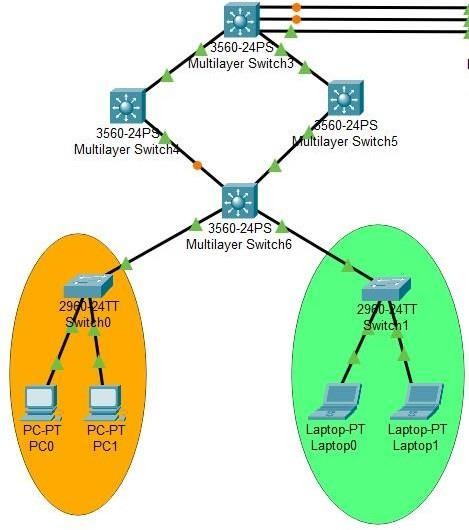 3560-24PS
Multilayer Switch3
3560-24PS
Multilayer Switch4
3560-24PS
Multilayer Switch5
3560-24PS
Multilayer Switch6
2960-24TT
Switch0
2960-24TT
Switch1
PC-PT
PC0
PC-PT
PC1
Laptop-PT
Laptop0
Laptop-PT
Laptop1